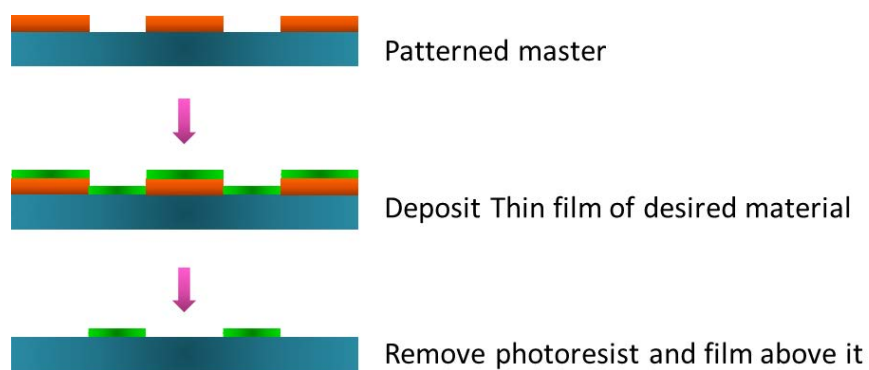 Patterned master
Deposit Thin film of desired material
Remove photoresist and film above it